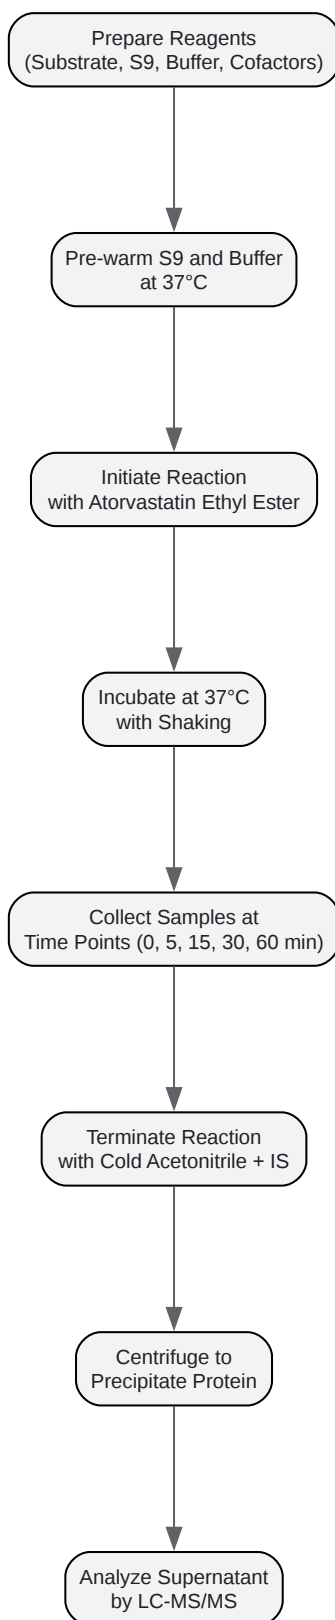 Prepare Reagents
(Substrate, S9, Buffer, Cofactors)
Pre-warm S9 and Buffer
at 37°C
Initiate Reaction
with Atorvastatin Ethyl Ester
Incubate at 37°C
with Shaking
Collect Samples at
Time Points (0, 5, 15, 30, 60 min)
Terminate Reaction
with Cold Acetonitrile + IS
Centrifuge to
Precipitate Protein
Analyze Supernatant
by LC-MS/MS